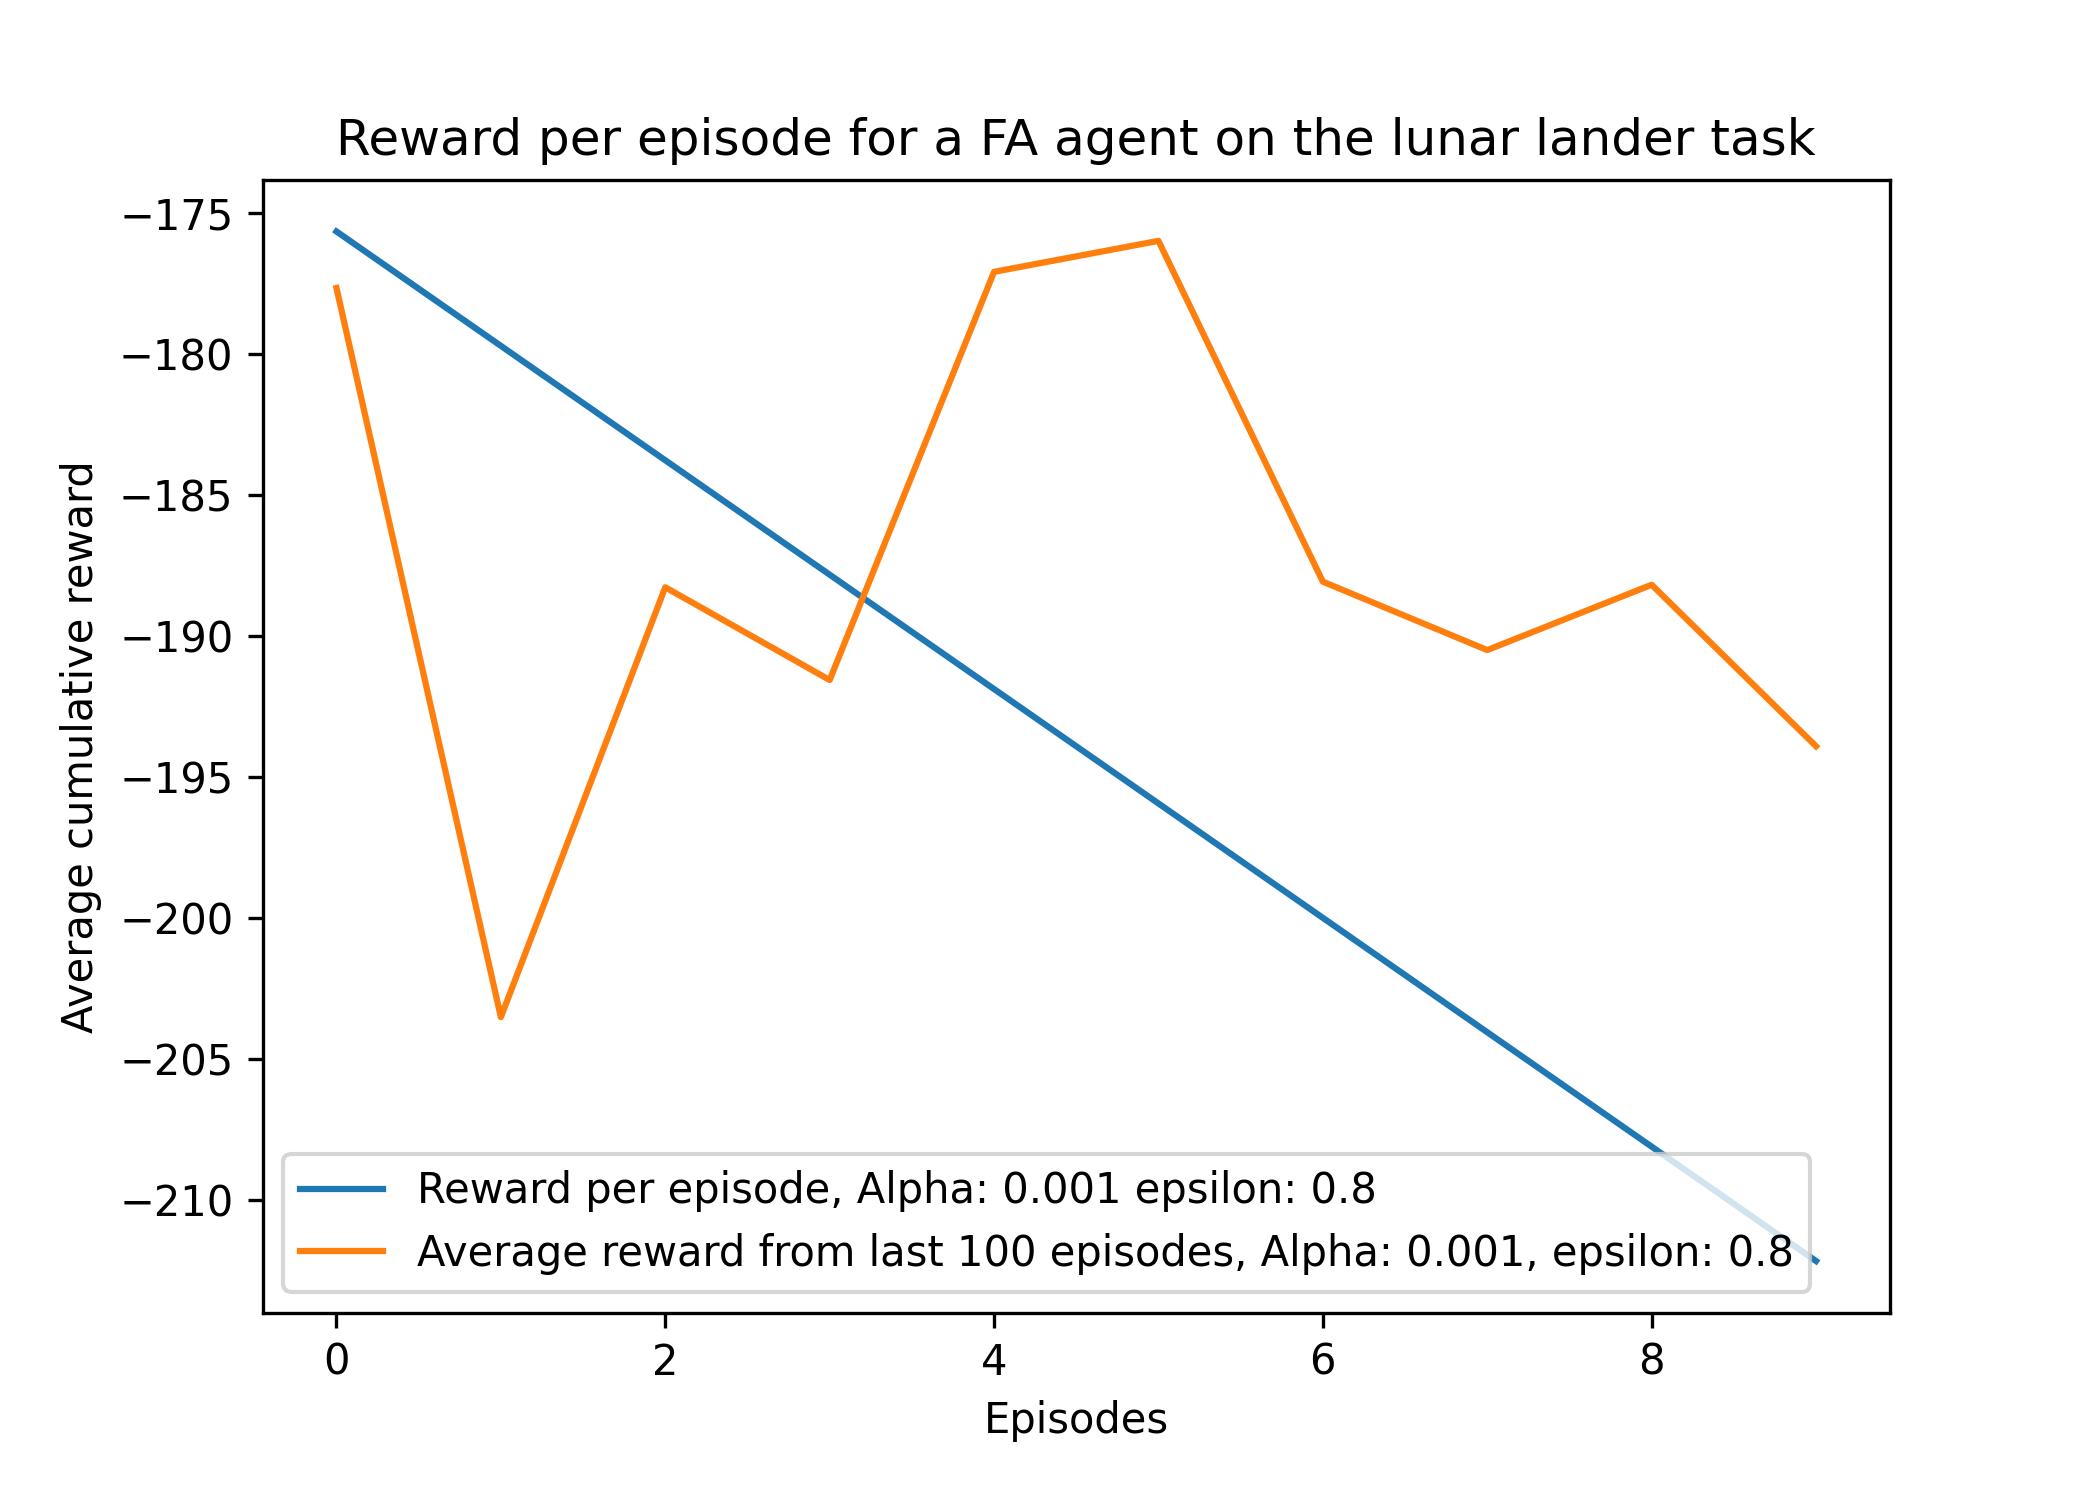 Reward per episode for a FA agent on the lunar lander task
−175
−180
−185
−190
−195
−200
−205
−210
Average cumulative reward
Reward per episode, Alpha: 0.001 epsilon: 0.8
Average reward from last 100 episodes, Alpha: 0.001, epsilon: 0.8
0 2 4 6 8
Episodes